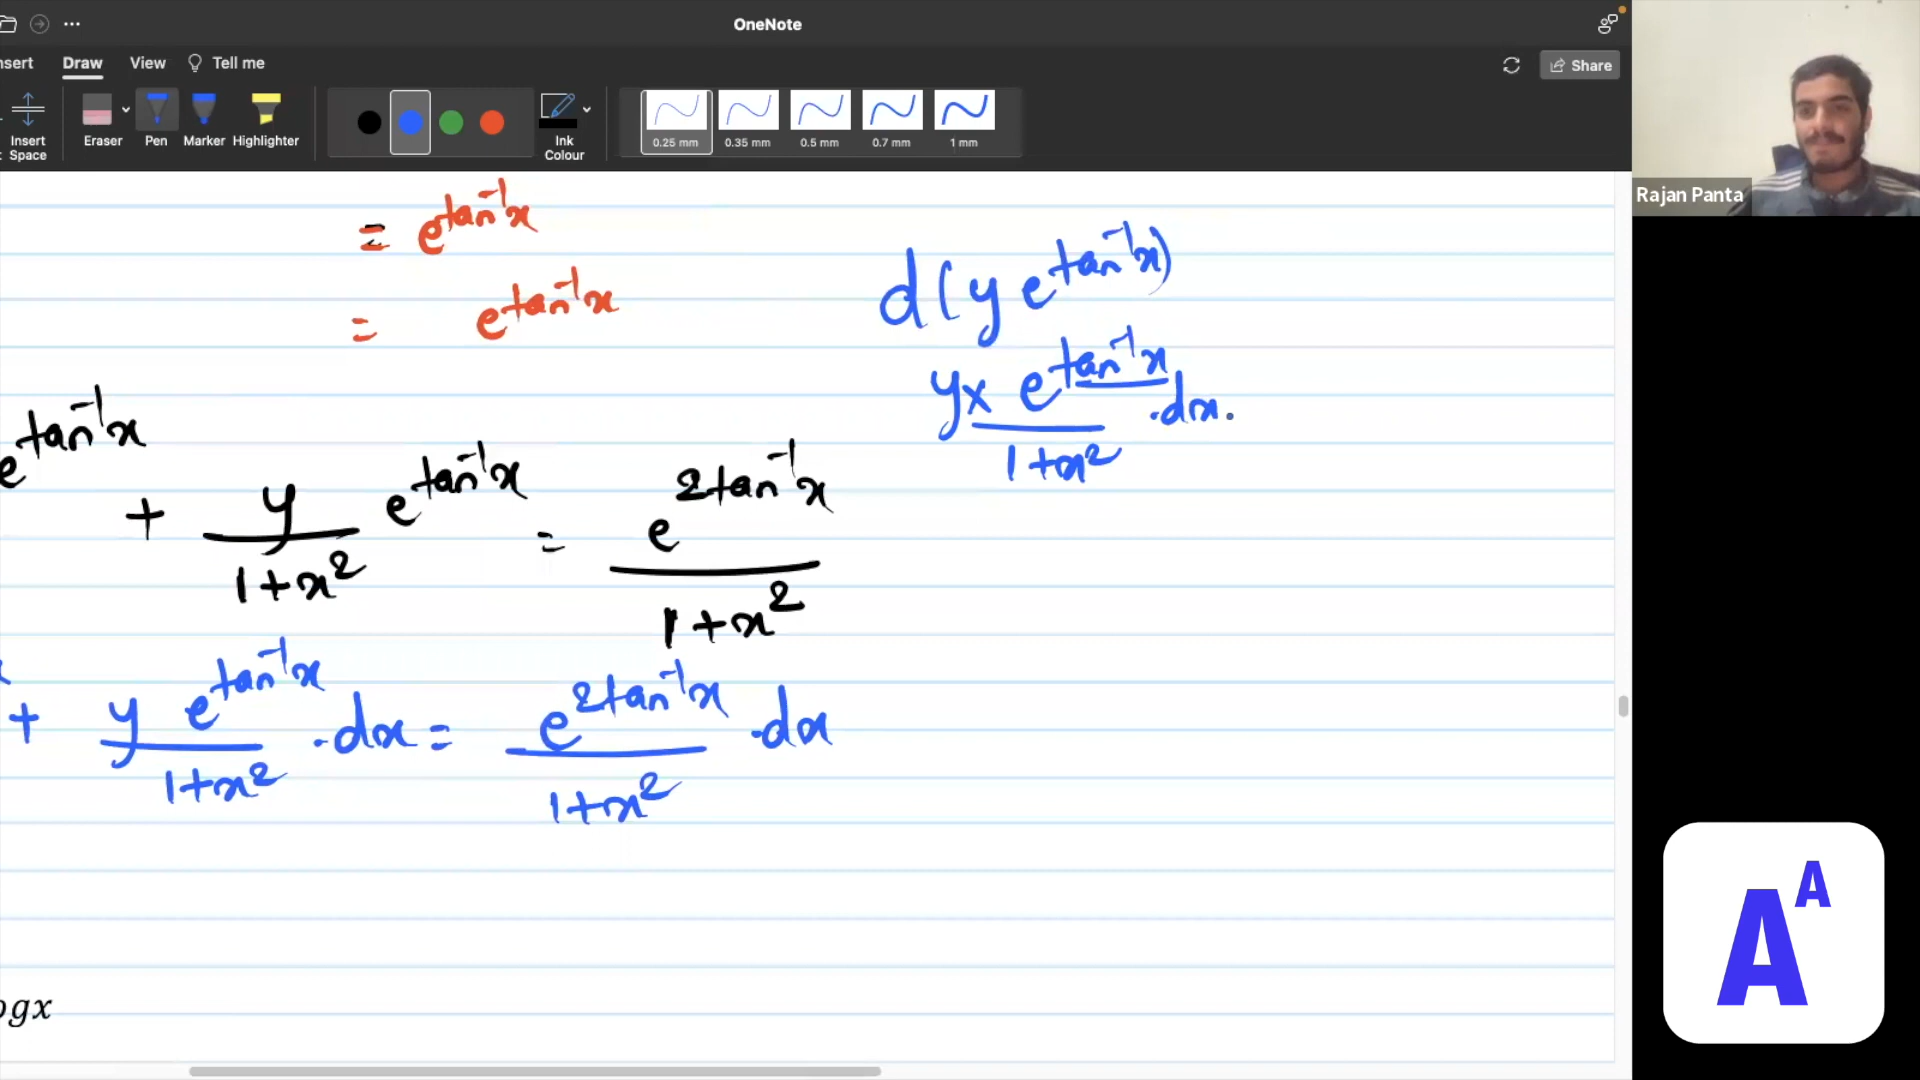 OneNote
nsert Draw View Tell me Share
Insert Space Eraser Pen Marker Highlighter Ink Colour 0.25 mm 0.35 mm 0.5 mm 0.7 mm 1 mm
Rajan Panta
= e^{tan⁻¹x}
= e^{tan⁻¹x}
d(y e^{tan⁻¹x})
y× e^{tan⁻¹x}/(1+x²) .dx.
e^{tan⁻¹x} + y/(1+x²) e^{tan⁻¹x} = e^{2tan⁻¹x}/(1+x²)
+ y e^{tan⁻¹x}/(1+x²) .dx = e^{2tan⁻¹x}/(1+x²) .dx
ogx
A^A